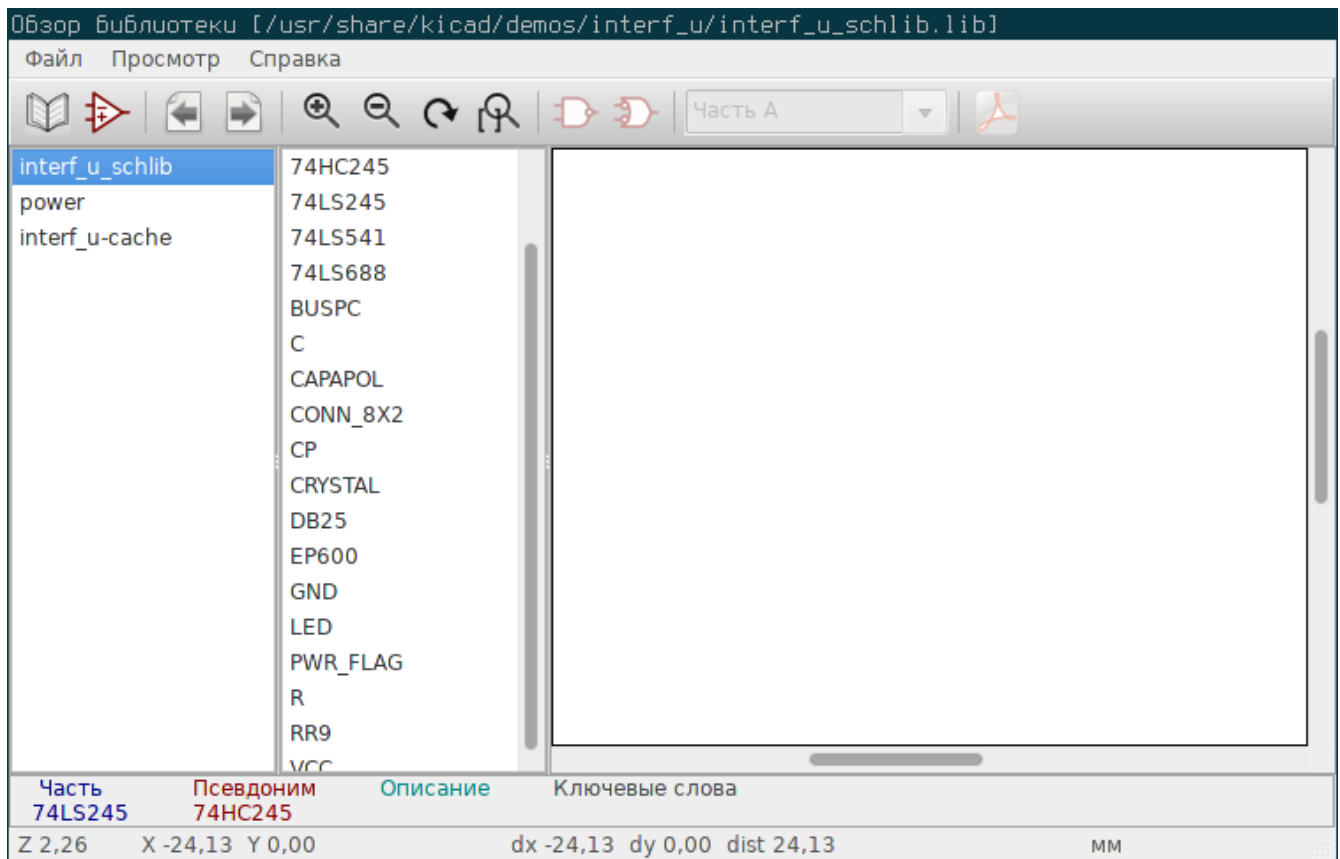 Обзор библиотеки [/usr/share/kicad/demos/interf_u/interf_u_schlib.lib]
Файл Просмотр Справка
Часть A
interf_u_schlib
power
interf_u-cache
74HC245
74LS245
74LS541
74LS688
BUSPC
C
CAPAPOL
CONN_8X2
CP
CRYSTAL
DB25
EP600
GND
LED
PWR_FLAG
R
RR9
VCC
Часть Псевдоним Описание Ключевые слова
74LS245 74HC245
Z 2,26 X -24,13 Y 0,00 dx -24,13 dy 0,00 dist 24,13 мм